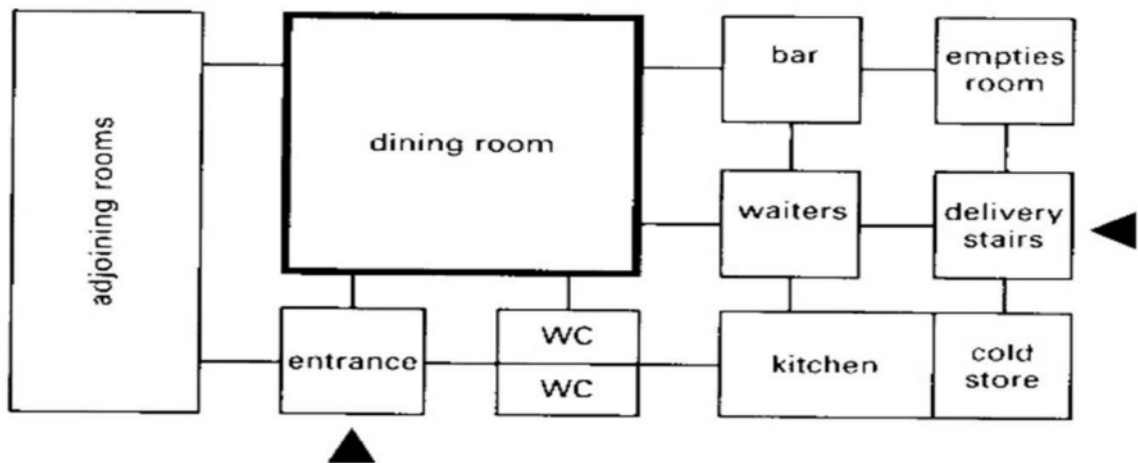 adjoining rooms
dining room
bar
empties
room
waiters
delivery
stairs
entrance
WC
WC
kitchen
cold
store